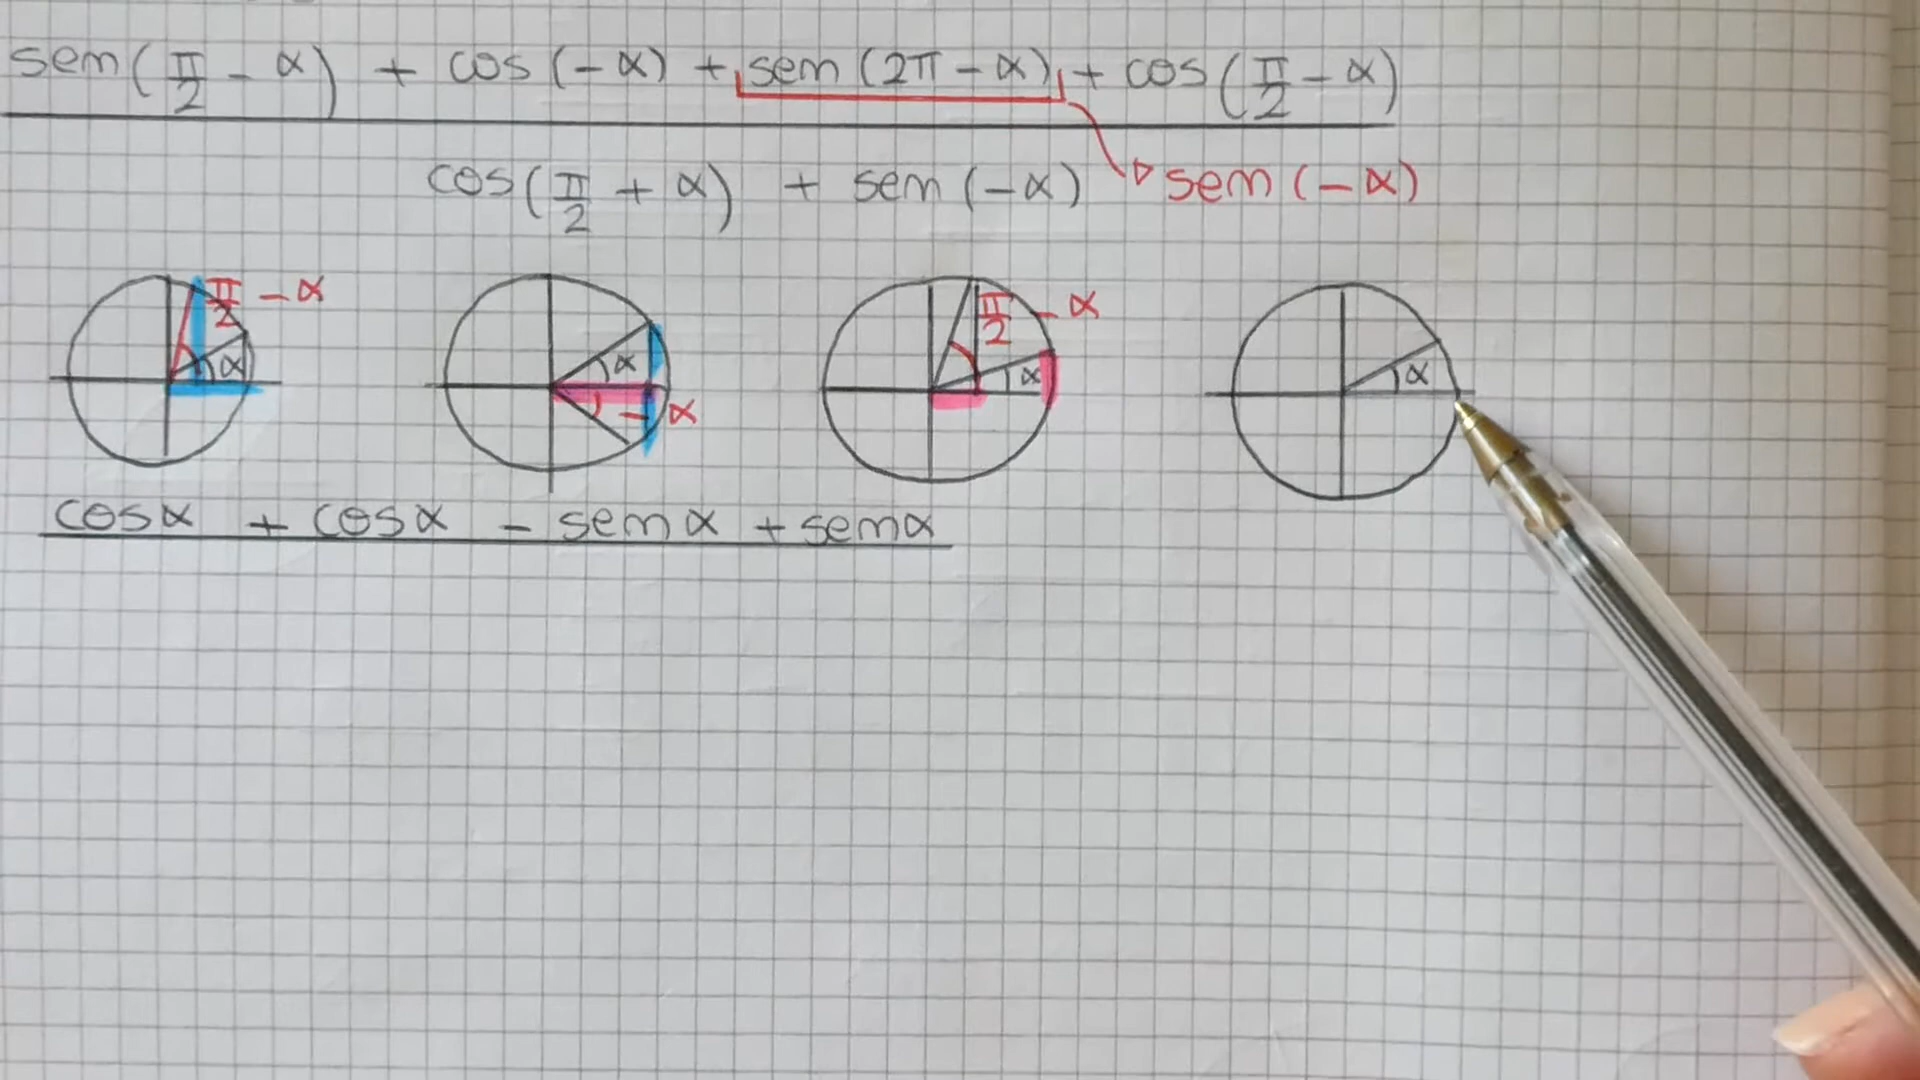 sem(π/2 - α) + cos(-α) + sem(2π - α) + cos(π/2 - α)
cos(π/2 + α) + sem(-α) sem(-α)
π/2 - α α
α - α
π/2 - α α
α
cosα + cosα - semα + semα